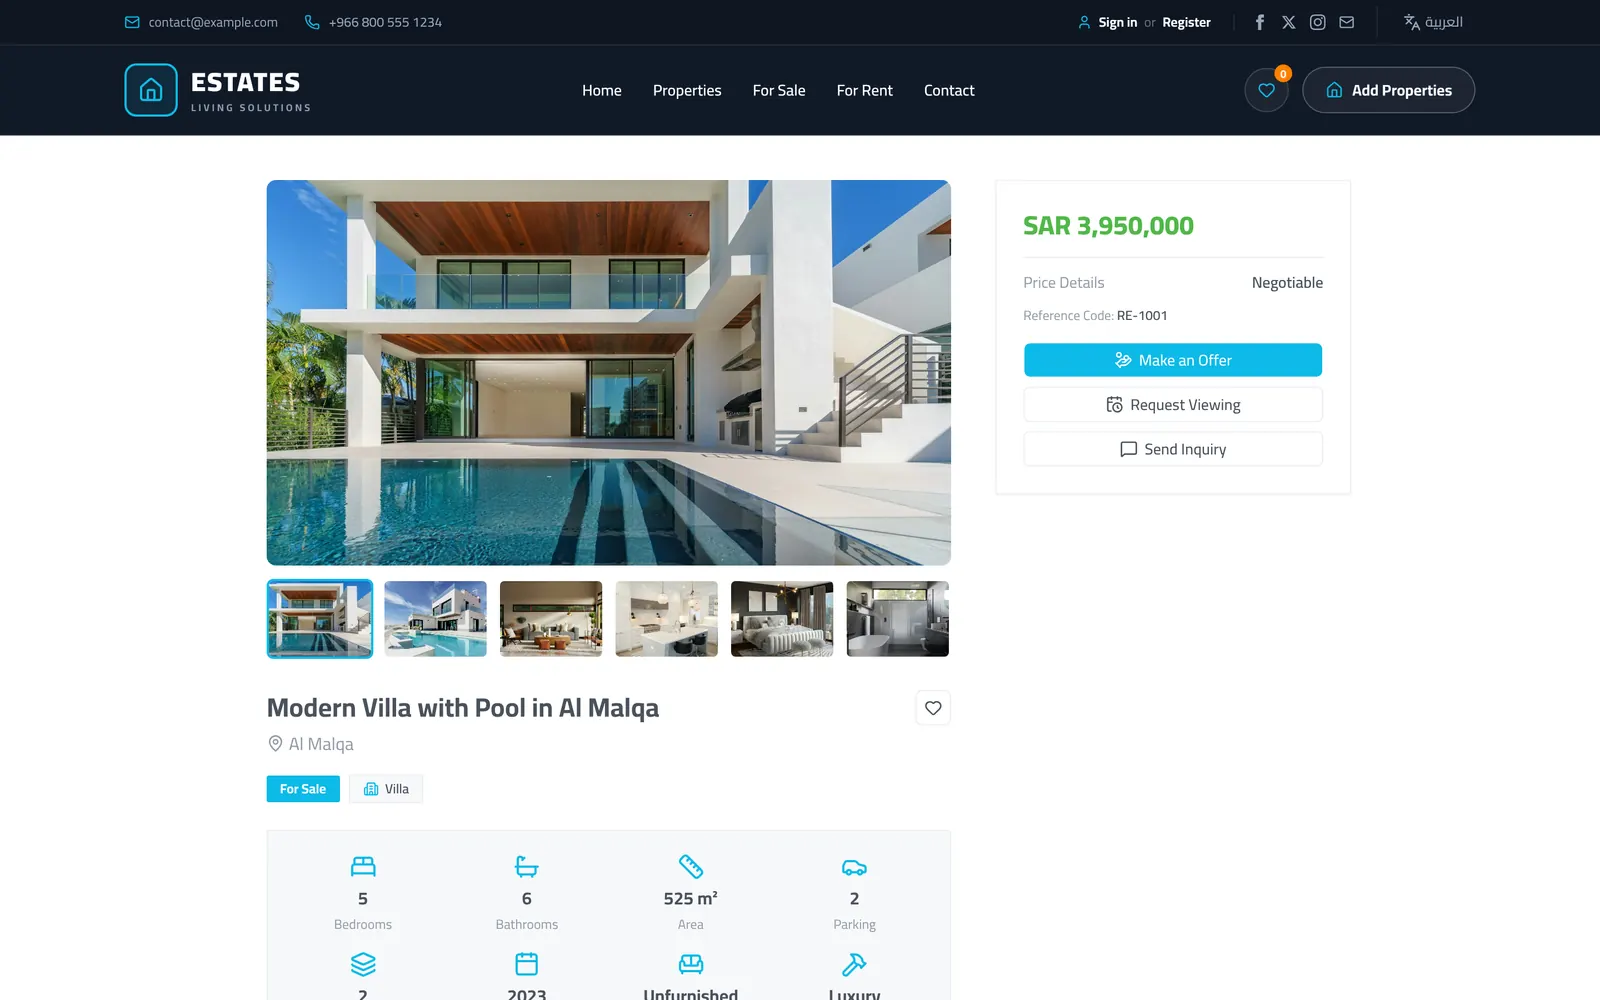 contact@example.com
+966 800 555 1234
Sign in or Register
العربية
ESTATES
LIVING SOLUTIONS
Home
Properties
For Sale
For Rent
Contact
0
Add Properties
SAR 3,950,000
Price Details
Negotiable
Reference Code: RE-1001
Make an Offer
Request Viewing
Send Inquiry
Modern Villa with Pool in Al Malqa
Al Malqa
For Sale
Villa
5
Bedrooms
6
Bathrooms
525 m²
Area
2
Parking
2
2023
Unfurnished
Luxury